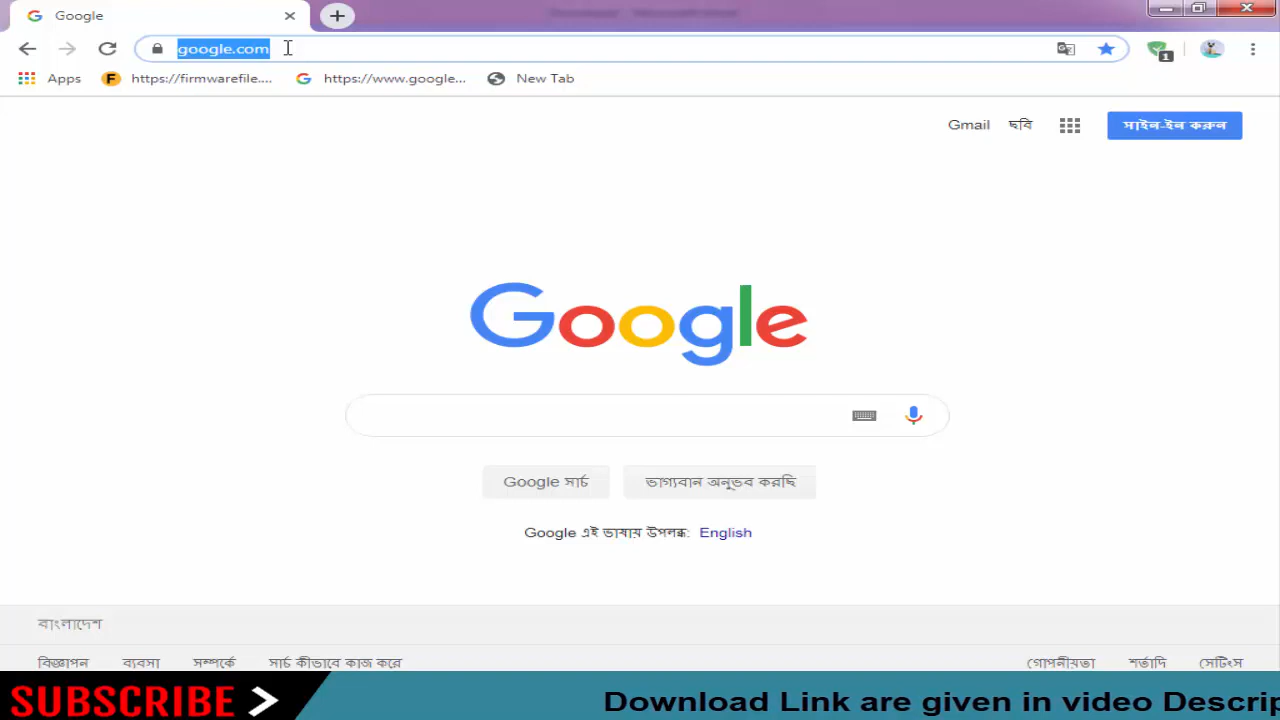 Google
google.com
1
Apps
https://firmwarefile....
https://www.google...
New Tab
Gmail ছবি সাইন-ইন করুন
Google
Google সার্চ ভাগ্যবান অনুভব করছি
Google এই ভাষায় উপলব্ধ: English
বাংলাদেশ
বিজ্ঞাপন ব্যবসা সম্পর্কে সার্চ কীভাবে কাজ করে গোপনীয়তা শর্তাদি সেটিংস
SUBSCRIBE
Download Link are given in video Descrip